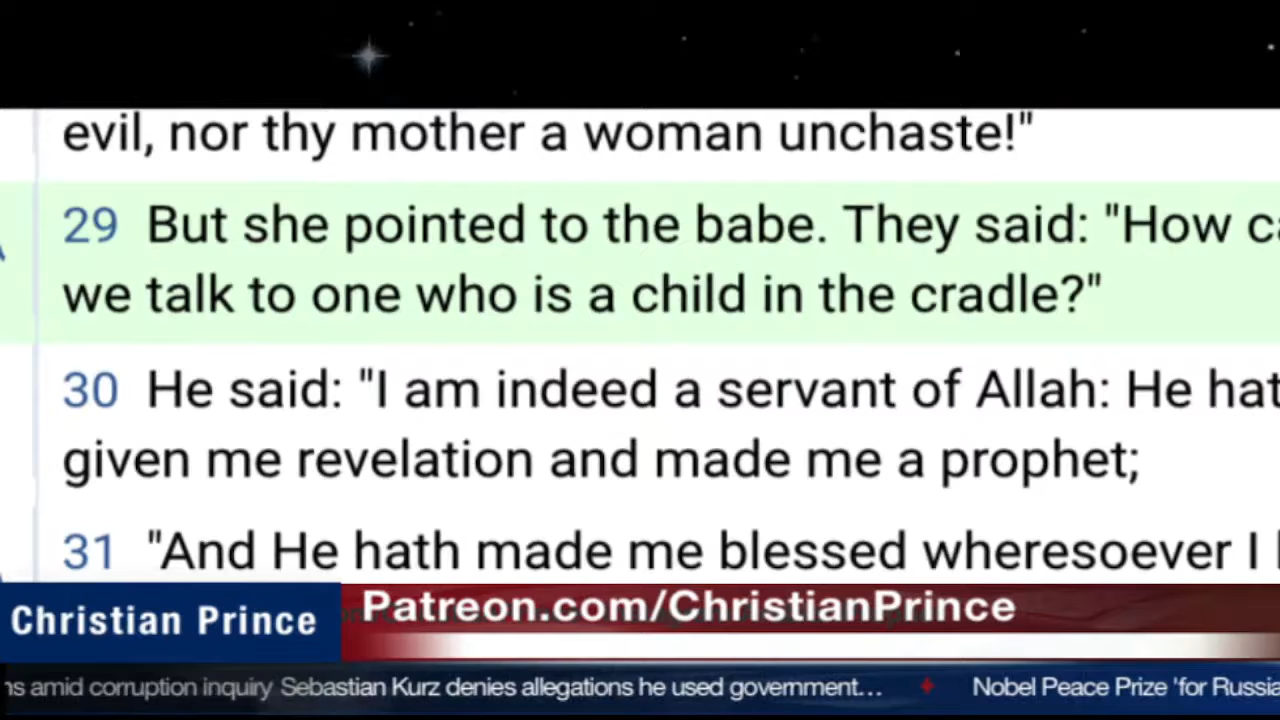 evil, nor thy mother a woman unchaste!"
29 But she pointed to the babe. They said: "How ca
we talk to one who is a child in the cradle?"
30 He said: "I am indeed a servant of Allah: He hat
given me revelation and made me a prophet;
31 "And He hath made me blessed wheresoever I
Christian Prince
Patreon.com/ChristianPrince
ns amid corruption inquiry Sebastian Kurz denies allegations he used government... Nobel Peace Prize 'for Russia